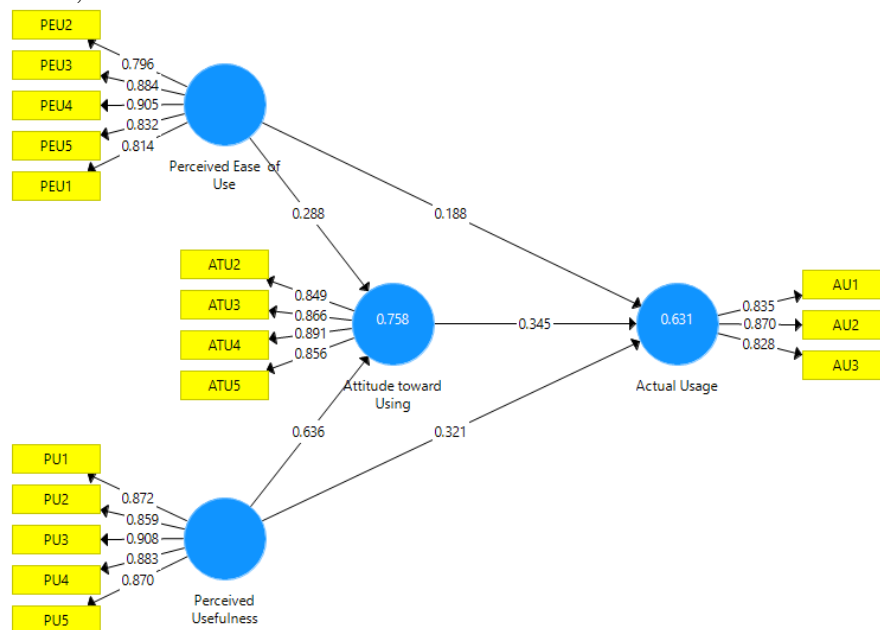 PEU2
PEU3
PEU4
PEU5
PEU1
0.796
0.884
0.905
0.832
0.814
Perceived Ease of
Use
0.288
0.188
ATU2
ATU3
ATU4
ATU5
0.849
0.866
0.891
0.856
0.758
Attitude toward
Using
0.345
0.631
Actual Usage
0.835
0.870
0.828
AU1
AU2
AU3
0.636
0.321
PU1
PU2
PU3
PU4
PU5
0.872
0.859
0.908
0.883
0.870
Perceived
Usefulness